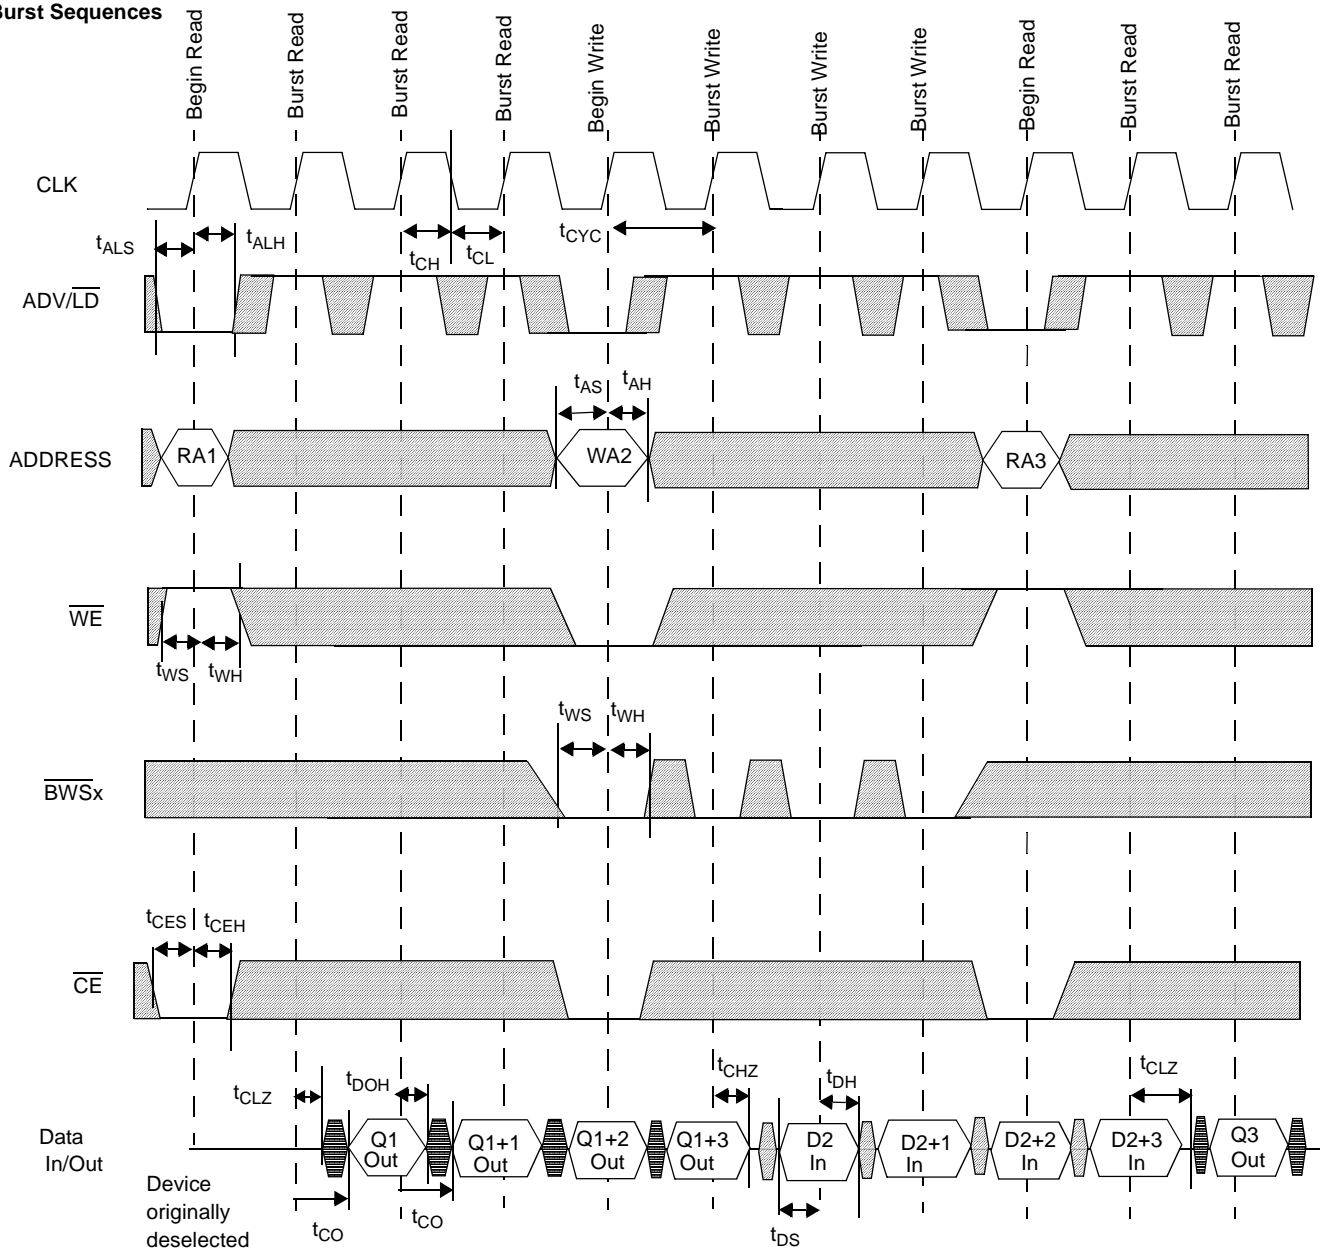 Burst Sequences
Begin Read
Burst Read
Burst Read
Burst Read
Begin Write
Burst Write
Burst Write
Burst Write
Begin Read
Burst Read
Burst Read
CLK
tALS
tALH
tCH
tCL
tCYC
ADV/LD
tAS
tAH
ADDRESS
RA1
WA2
RA3
WE
tWS
tWH
tWS
tWH
BWSx
tCES
tCEH
CE
tCLZ
tDOH
tCHZ
tDH
tCLZ
Data
In/Out
Q1
Out
Q1+1
Out
Q1+2
Out
Q1+3
Out
D2
In
D2+1
In
D2+2
In
D2+3
In
Q3
Out
Device
originally
deselected
tCO
tCO
tDS